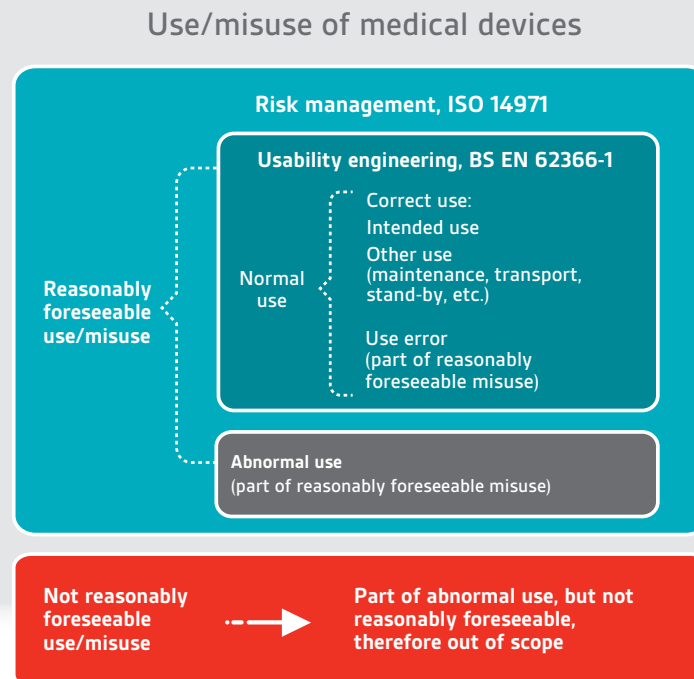 Use/misuse of medical devices
Risk management, ISO 14971
Usability engineering, BS EN 62366-1
Correct use:
Intended use
Other use
(maintenance, transport,
stand-by, etc.)
Normal
use
Use error
(part of reasonably
foreseeable misuse)
Reasonably
foreseeable
use/misuse
Abnormal use
(part of reasonably foreseeable misuse)
Not reasonably
foreseeable
use/misuse
Part of abnormal use, but not
reasonably foreseeable,
therefore out of scope